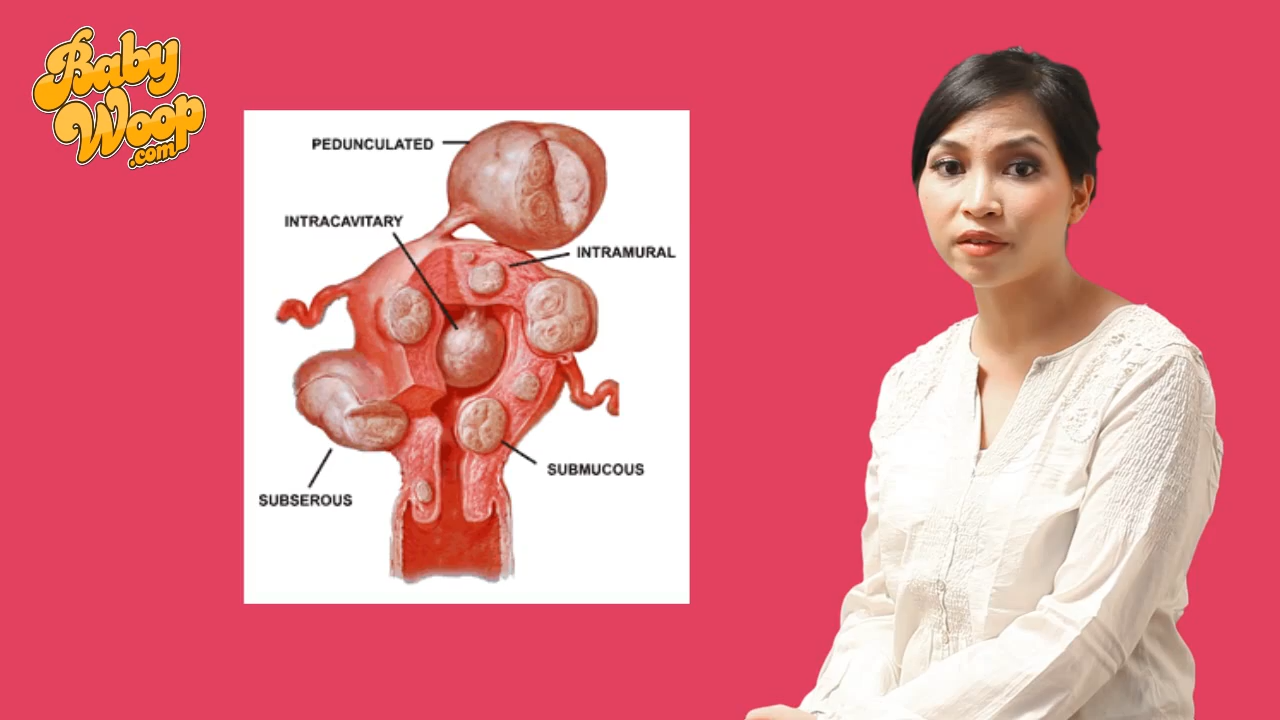 Baby
Woop
.com
PEDUNCULATED
INTRACAVITARY
INTRAMURAL
SUBMUCOUS
SUBSEROUS